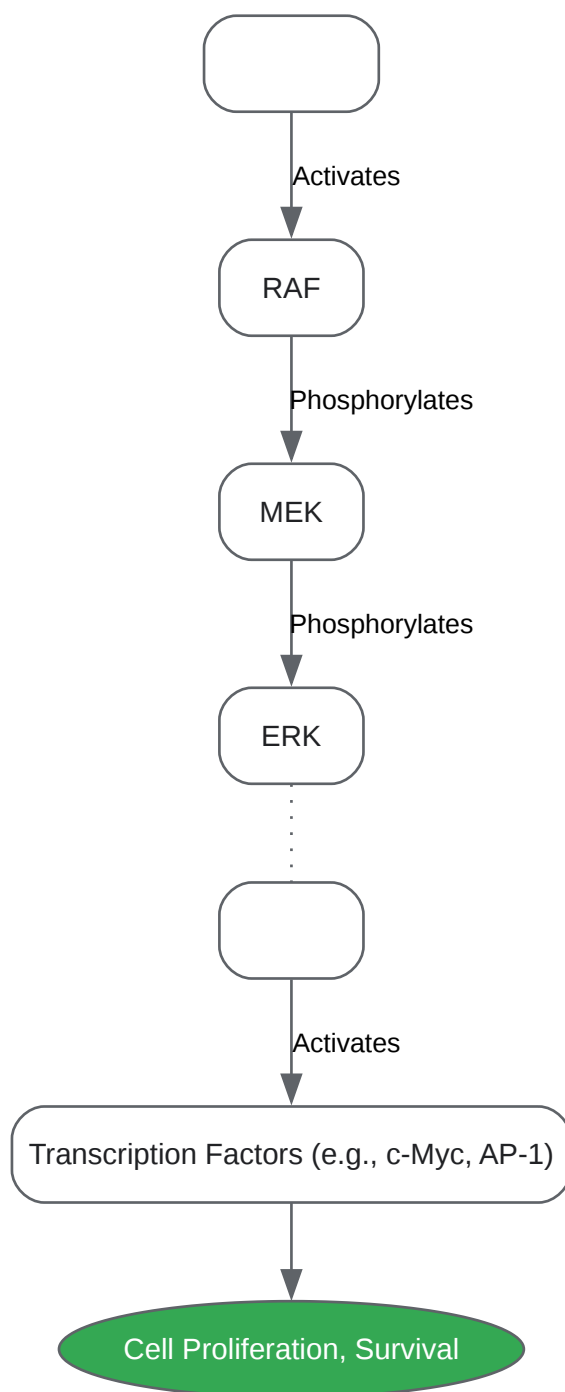 Activates
RAF
Phosphorylates
MEK
Phosphorylates
ERK
Activates
Transcription Factors (e.g., c-Myc, AP-1)
Cell Proliferation, Survival